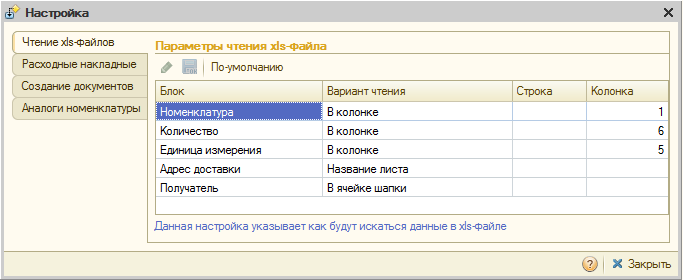 Настройка
Чтение xls-файлов
Расходные накладные
Создание документов
Аналоги номенклатуры
Параметры чтения xls-файла
По-умолчанию
Блок Вариант чтения Строка Колонка
Номенклатура В колонке 1
Количество В колонке 6
Единица измерения В колонке 5
Адрес доставки Название листа
Получатель В ячейке шапки
Данная настройка указывает как будут искаться данные в xls-файле
? Закрыть